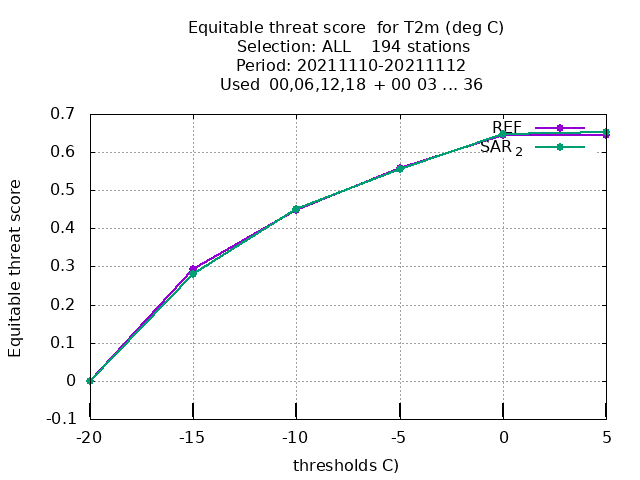 Equitable threat score  for T2m (deg C)
Selection: ALL    194 stations
Period: 20211110-20211112
Used  00,06,12,18  + 00 03 ... 36
REF
SAR 2
0.7
0.6
0.5
0.4
0.3
0.2
0.1
0
-0.1
Equitable threat score
-20
-15
-10
-5
0
5
thresholds C)